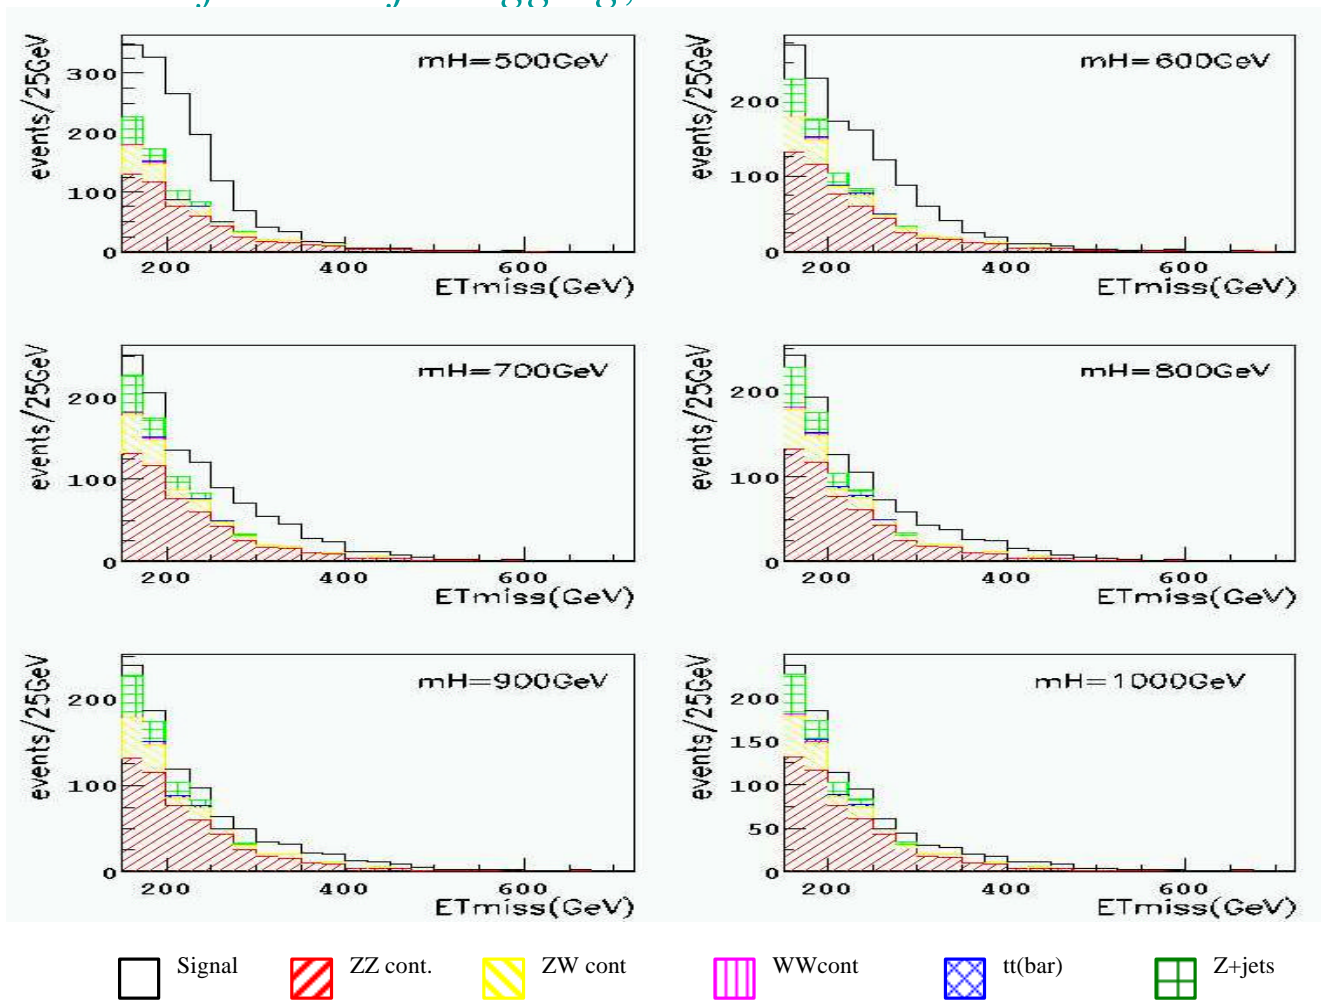 mH=500GeV
events/25GeV
300
200
100
0
200 400 600
ETmiss(GeV)
mH=600GeV
events/25GeV
200
100
0
200 400 600
ETmiss(GeV)
mH=700GeV
events/25GeV
200
100
0
200 400 600
ETmiss(GeV)
mH=800GeV
events/25GeV
200
100
0
200 400 600
ETmiss(GeV)
mH=900GeV
events/25GeV
200
100
0
200 400 600
ETmiss(GeV)
mH=1000GeV
events/25GeV
200
150
100
50
0
200 400 600
ETmiss(GeV)
Signal ZZ cont. ZW cont WWcont tt(bar) Z+jets